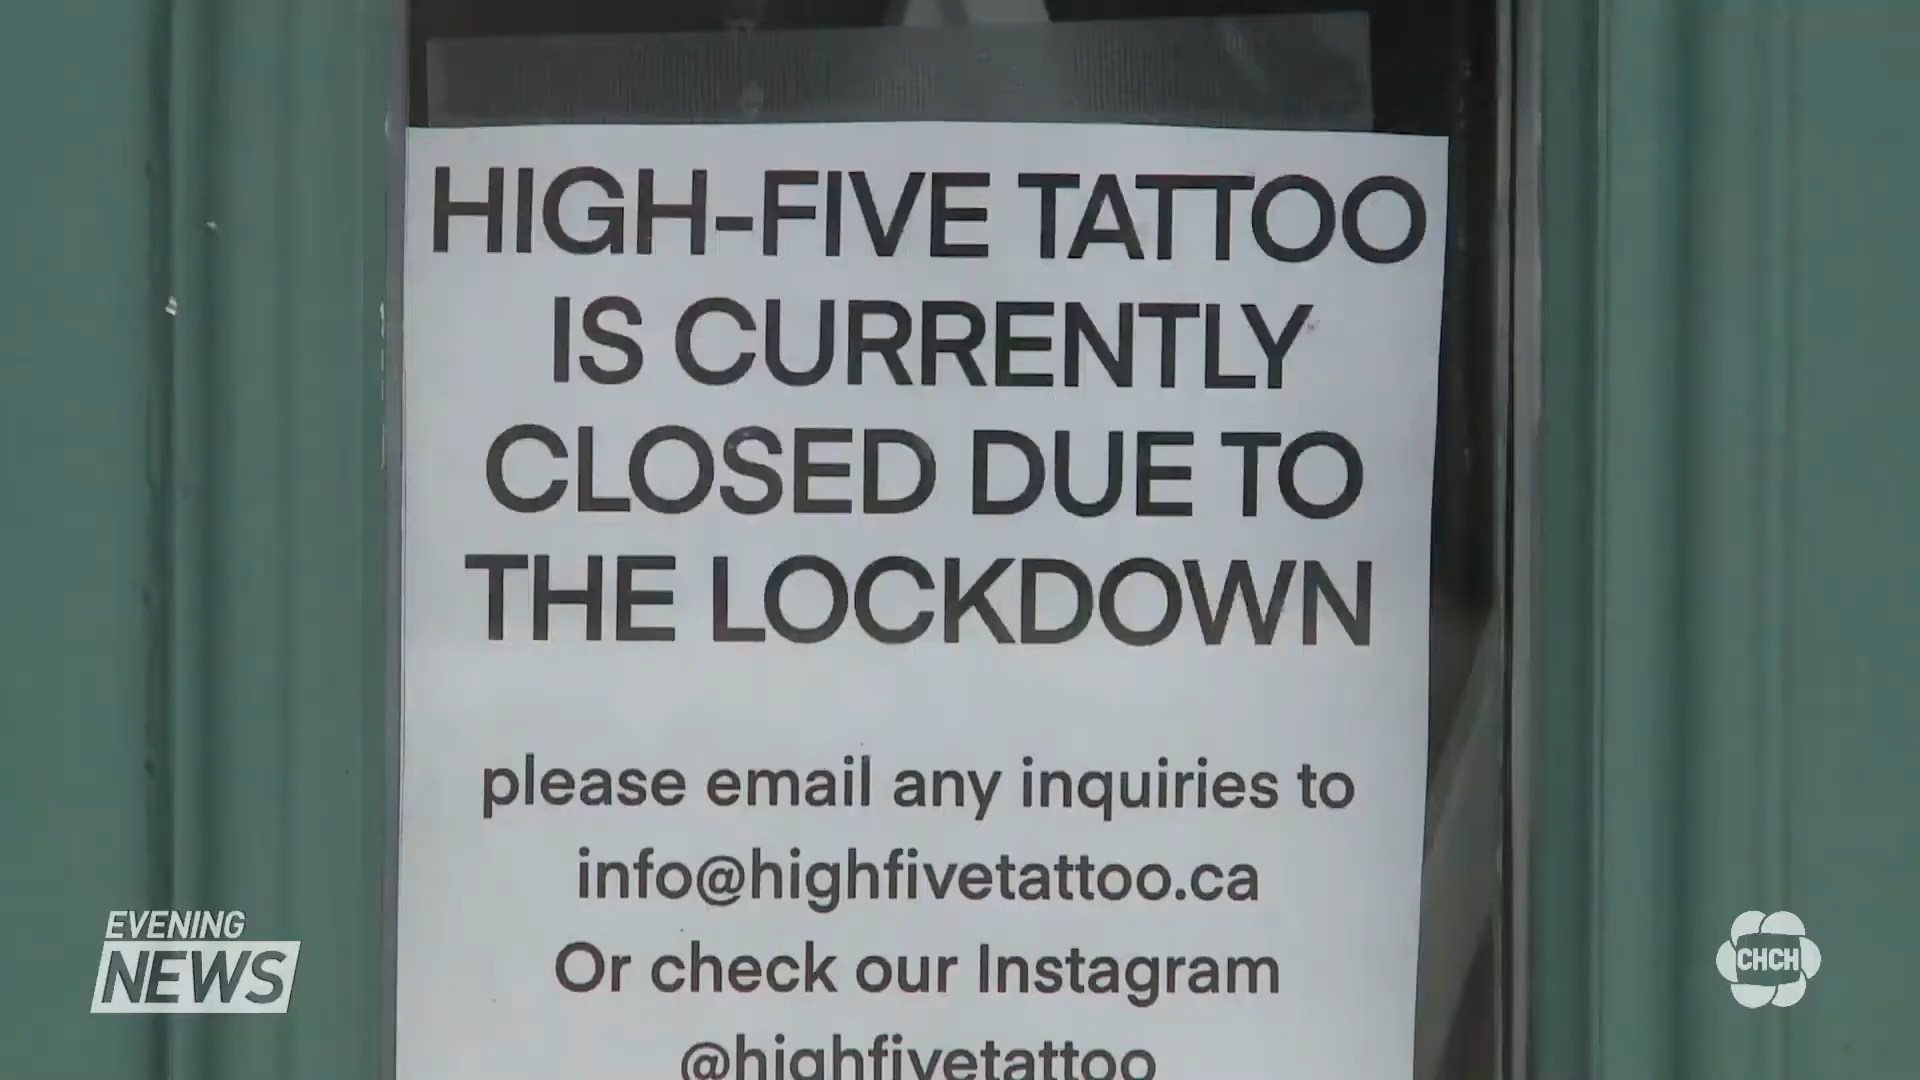 HIGH-FIVE TATTOO
IS CURRENTLY
CLOSED DUE TO
THE LOCKDOWN
please email any inquiries to
info@highfivetattoo.ca
Or check our Instagram
@highfivetattoo
EVENING
NEWS
CHCH